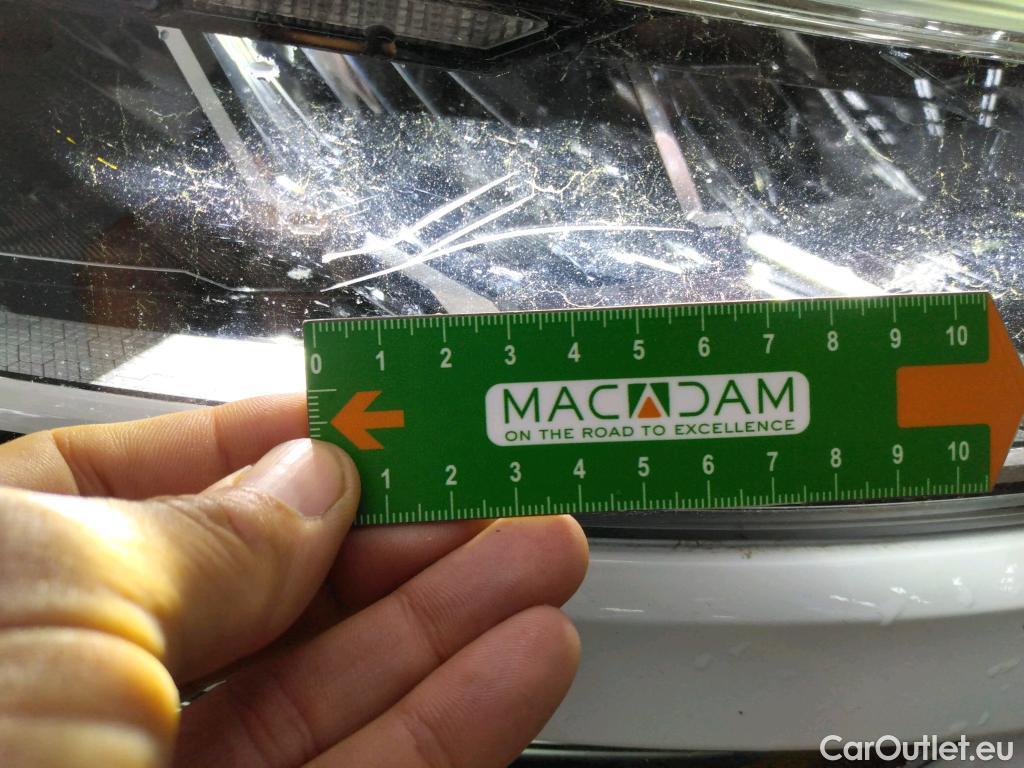 0 1 2 3 4 5 6 7 8 9 10
MACADAM
ON THE ROAD TO EXCELLENCE
1 2 3 4 5 6 7 8 9 10
CarOutlet.eu